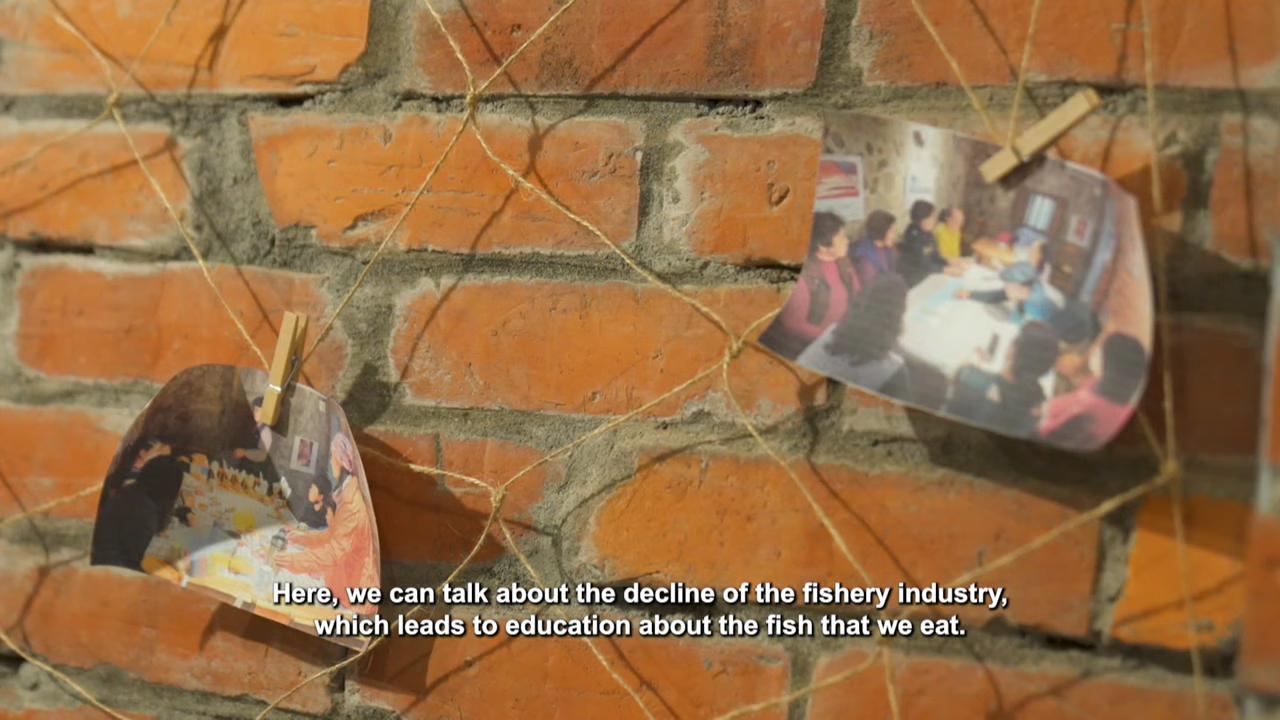 Here, we can talk about the decline of the fishery industry,
which leads to education about the fish that we eat.